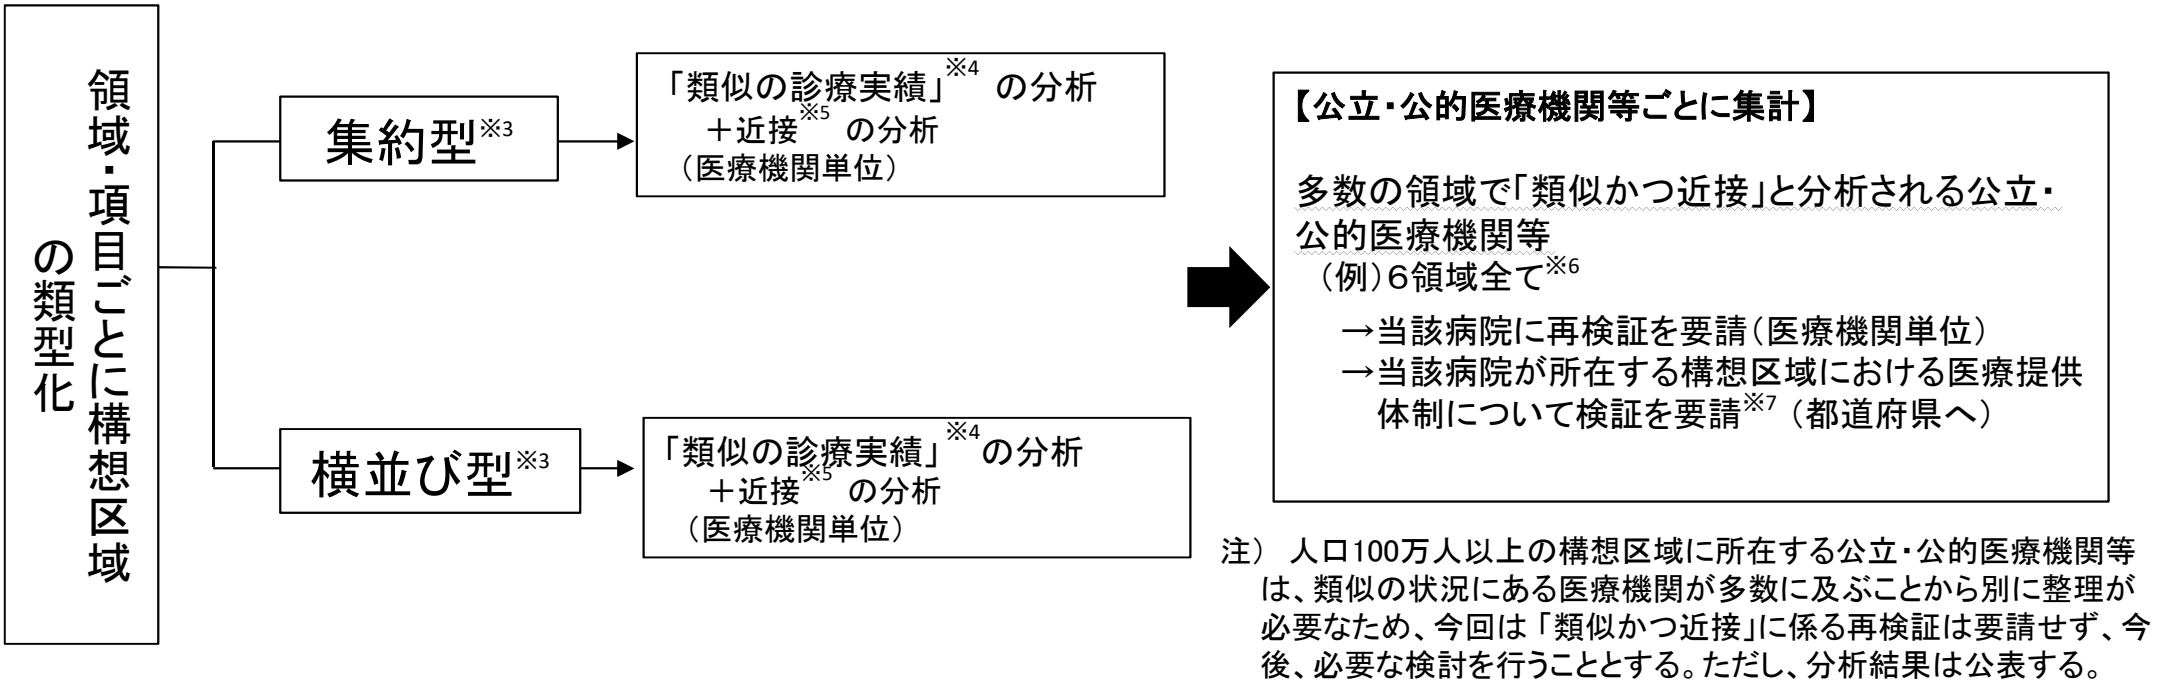 領域・項目ごとに構想区域
の類型化
集約型※3
「類似の診療実績」※4 の分析
＋近接※5 の分析
（医療機関単位）
横並び型※3
「類似の診療実績」※4の分析
＋近接※5 の分析
（医療機関単位）
【公立・公的医療機関等ごとに集計】
多数の領域で「類似かつ近接」と分析される公立・
公的医療機関等
（例）６領域全て※6
→当該病院に再検証を要請（医療機関単位）
→当該病院が所在する構想区域における医療提供
体制について検証を要請※7（都道府県へ）
注） 人口100万人以上の構想区域に所在する公立・公的医療機関等
は、類似の状況にある医療機関が多数に及ぶことから別に整理が
必要なため、今回は「類似かつ近接」に係る再検証は要請せず、今
後、必要な検討を行うこととする。ただし、分析結果は公表する。